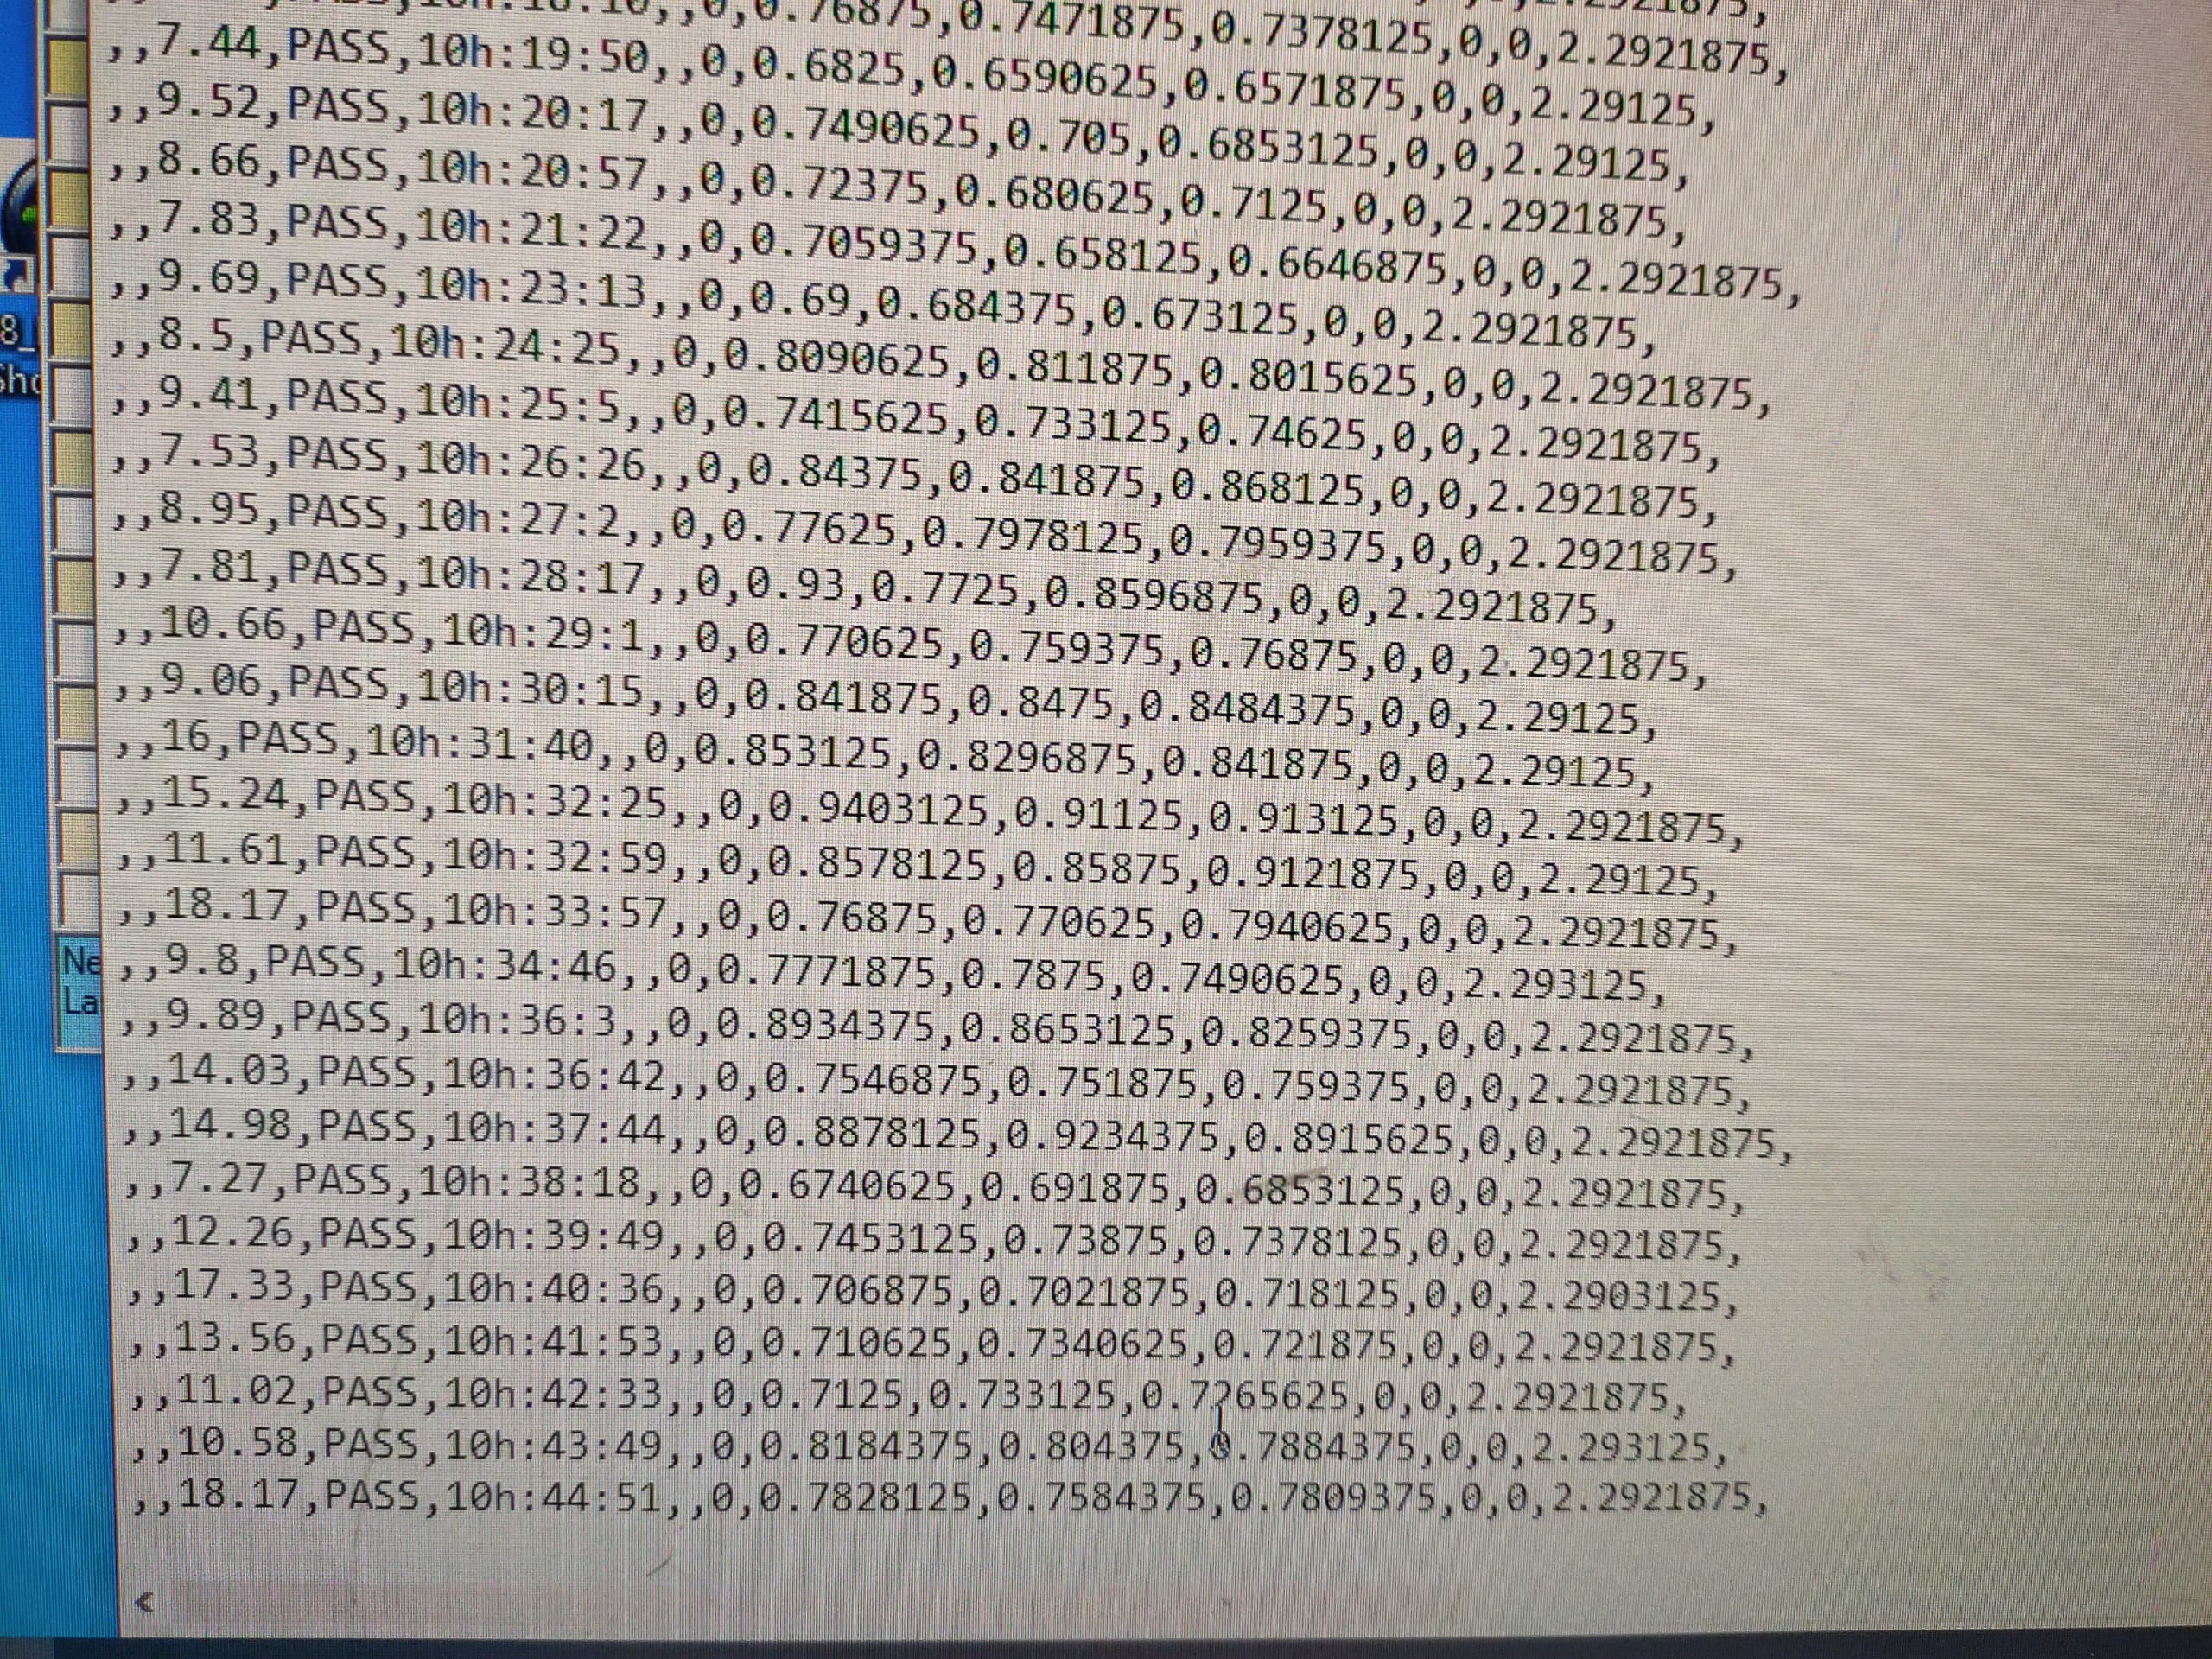 ,,0,0.76875,0.7471875,0.7378125,0,0,2.2921875,
,,7.44,PASS,10h:19:50,,0,0.6825,0.6590625,0.6571875,0,0,2.29125,
,,9.52,PASS,10h:20:17,,0,0.7490625,0.705,0.6853125,0,0,2.29125,
,,8.66,PASS,10h:20:57,,0,0.72375,0.680625,0.7125,0,0,2.2921875,
,,7.83,PASS,10h:21:22,,0,0.7059375,0.658125,0.6646875,0,0,2.2921875,
,,9.69,PASS,10h:23:13,,0,0.69,0.684375,0.673125,0,0,2.2921875,
,,8.5,PASS,10h:24:25,,0,0.8090625,0.811875,0.8015625,0,0,2.2921875,
,,9.41,PASS,10h:25:5,,0,0.7415625,0.733125,0.74625,0,0,2.2921875,
,,7.53,PASS,10h:26:26,,0,0.84375,0.841875,0.868125,0,0,2.2921875,
,,8.95,PASS,10h:27:2,,0,0.77625,0.7978125,0.7959375,0,0,2.2921875,
,,7.81,PASS,10h:28:17,,0,0.93,0.7725,0.8596875,0,0,2.2921875,
,,10.66,PASS,10h:29:1,,0,0.770625,0.759375,0.76875,0,0,2.2921875,
,,9.06,PASS,10h:30:15,,0,0.841875,0.8475,0.8484375,0,0,2.29125,
,,16,PASS,10h:31:40,,0,0.853125,0.8296875,0.841875,0,0,2.29125,
,,15.24,PASS,10h:32:25,,0,0.9403125,0.91125,0.913125,0,0,2.2921875,
,,11.61,PASS,10h:32:59,,0,0.8578125,0.85875,0.9121875,0,0,2.29125,
,,18.17,PASS,10h:33:57,,0,0.76875,0.770625,0.7940625,0,0,2.2921875,
,,9.8,PASS,10h:34:46,,0,0.7771875,0.7875,0.7490625,0,0,2.293125,
,,9.89,PASS,10h:36:3,,0,0.8934375,0.8653125,0.8259375,0,0,2.2921875,
,,14.03,PASS,10h:36:42,,0,0.7546875,0.751875,0.759375,0,0,2.2921875,
,,14.98,PASS,10h:37:44,,0,0.8878125,0.9234375,0.8915625,0,0,2.2921875,
,,7.27,PASS,10h:38:18,,0,0.6740625,0.691875,0.6853125,0,0,2.2921875,
,,12.26,PASS,10h:39:49,,0,0.7453125,0.73875,0.7378125,0,0,2.2921875,
,,17.33,PASS,10h:40:36,,0,0.706875,0.7021875,0.718125,0,0,2.2903125,
,,13.56,PASS,10h:41:53,,0,0.710625,0.7340625,0.721875,0,0,2.2921875,
,,11.02,PASS,10h:42:33,,0,0.7125,0.733125,0.7265625,0,0,2.2921875,
,,10.58,PASS,10h:43:49,,0,0.8184375,0.804375,0.7884375,0,0,2.293125,
,,18.17,PASS,10h:44:51,,0,0.7828125,0.7584375,0.7809375,0,0,2.2921875,
8_
Sho
Ne
La